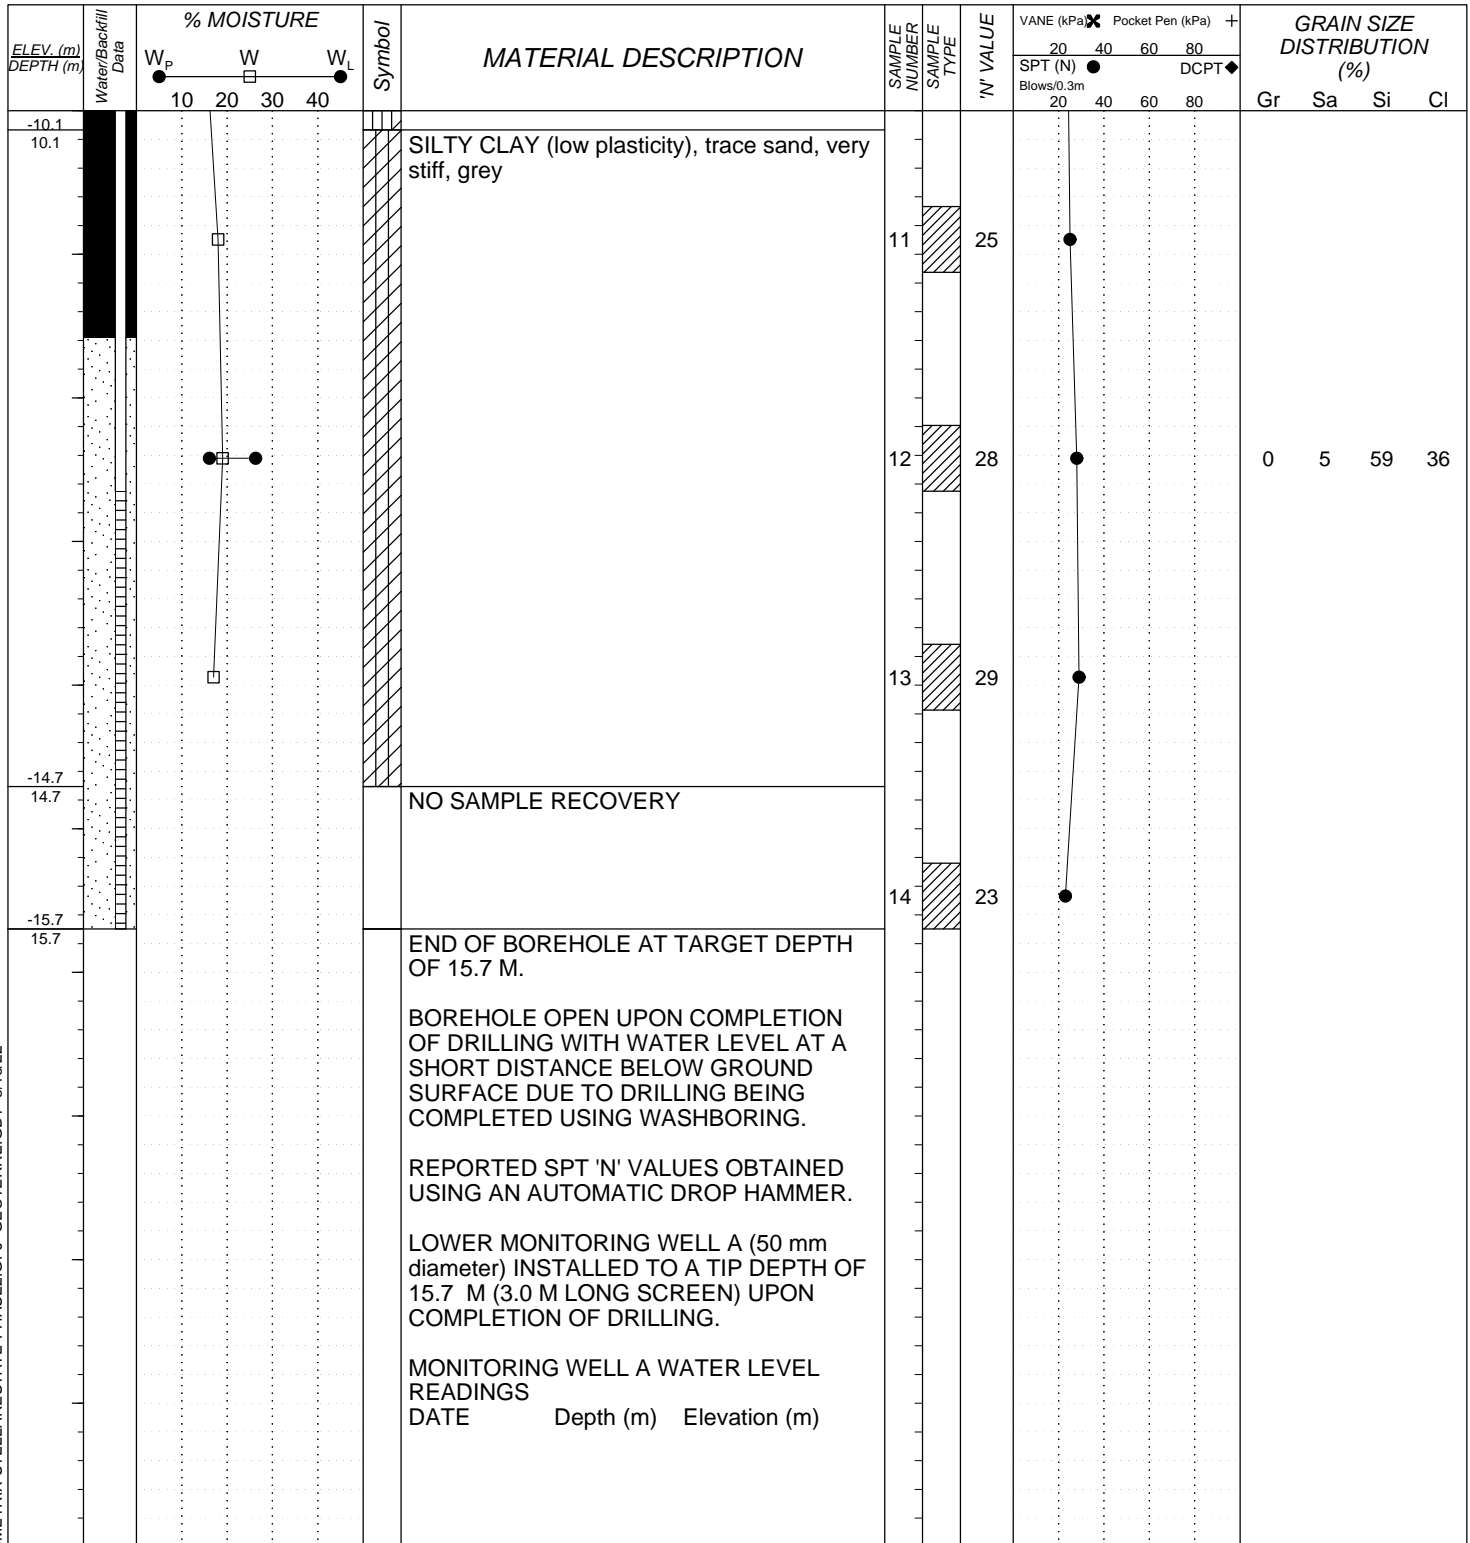 ELEV. (m)
DEPTH (m)
Water/Backfill
Data
% MOISTURE
WP W WL
10 20 30 40
Symbol
MATERIAL DESCRIPTION
SAMPLE
NUMBER
SAMPLE
TYPE
'N' VALUE
VANE (kPa) Pocket Pen (kPa)
20 40 60 80
SPT (N) DCPT
Blows/0.3m
20 40 60 80
GRAIN SIZE
DISTRIBUTION
(%)
Gr Sa Si Cl
-10.1
10.1
SILTY CLAY (low plasticity), trace sand, very
stiff, grey
11 25
12 28 0 5 59 36
13 29
-14.7
14.7
NO SAMPLE RECOVERY
14 23
-15.7
15.7
END OF BOREHOLE AT TARGET DEPTH
OF 15.7 M.
BOREHOLE OPEN UPON COMPLETION
OF DRILLING WITH WATER LEVEL AT A
SHORT DISTANCE BELOW GROUND
SURFACE DUE TO DRILLING BEING
COMPLETED USING WASHBORING.
REPORTED SPT 'N' VALUES OBTAINED
USING AN AUTOMATIC DROP HAMMER.
LOWER MONITORING WELL A (50 mm
diameter) INSTALLED TO A TIP DEPTH OF
15.7 M (3.0 M LONG SCREEN) UPON
COMPLETION OF DRILLING.
MONITORING WELL A WATER LEVEL
READINGS
DATE Depth (m) Elevation (m)